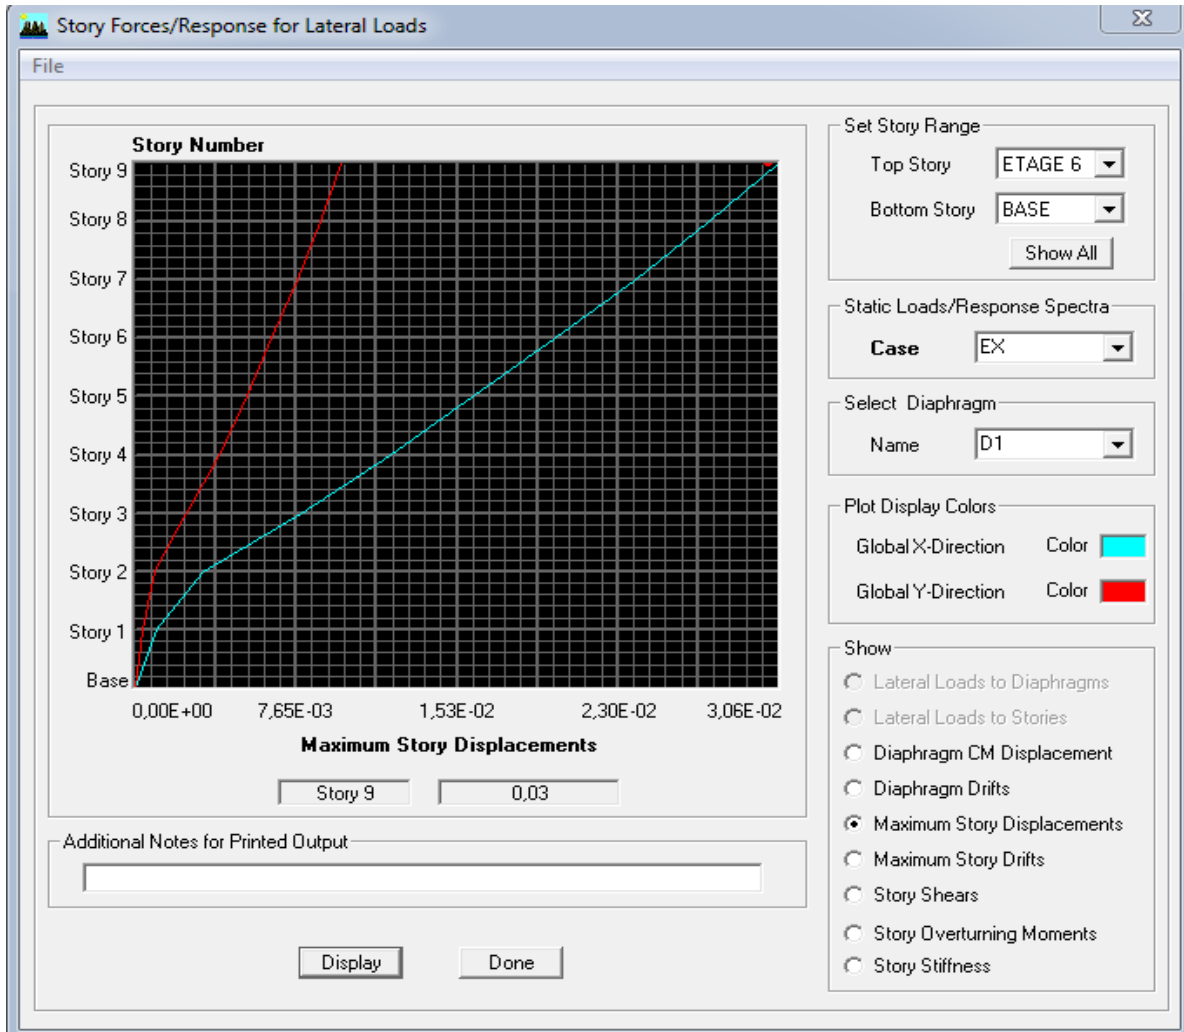 Story Forces/Response for Lateral Loads
File
Story Number
Story 9
Story 8
Story 7
Story 6
Story 5
Story 4
Story 3
Story 2
Story 1
Base
0,00E+00 7,65E-03 1,53E-02 2,30E-02 3,06E-02
Maximum Story Displacements
Story 9 0,03
Additional Notes for Printed Output
Display Done
Set Story Range
Top Story ETAGE 6
Bottom Story BASE
Show All
Static Loads/Response Spectra
Case EX
Select Diaphragm
Name D1
Plot Display Colors
Global X-Direction Color
Global Y-Direction Color
Show
Lateral Loads to Diaphragms
Lateral Loads to Stories
Diaphragm CM Displacement
Diaphragm Drifts
Maximum Story Displacements
Maximum Story Drifts
Story Shears
Story Overturning Moments
Story Stiffness